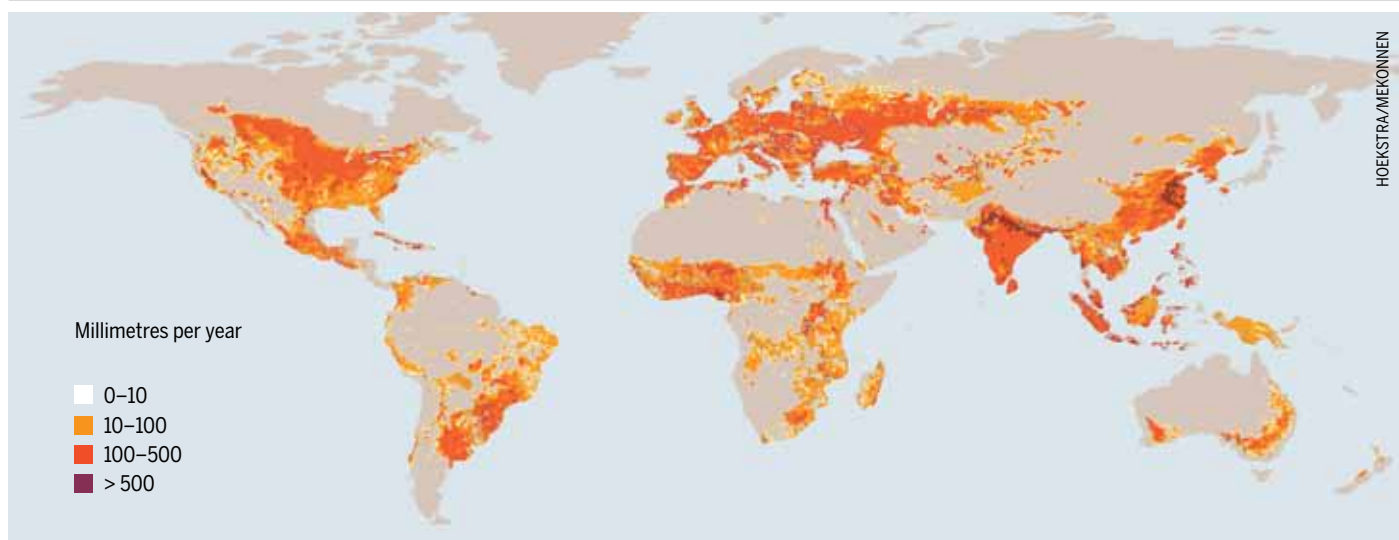 HOEKSTRA/MEKONNEN
Millimetres per year
0–10
10–100
100–500
> 500